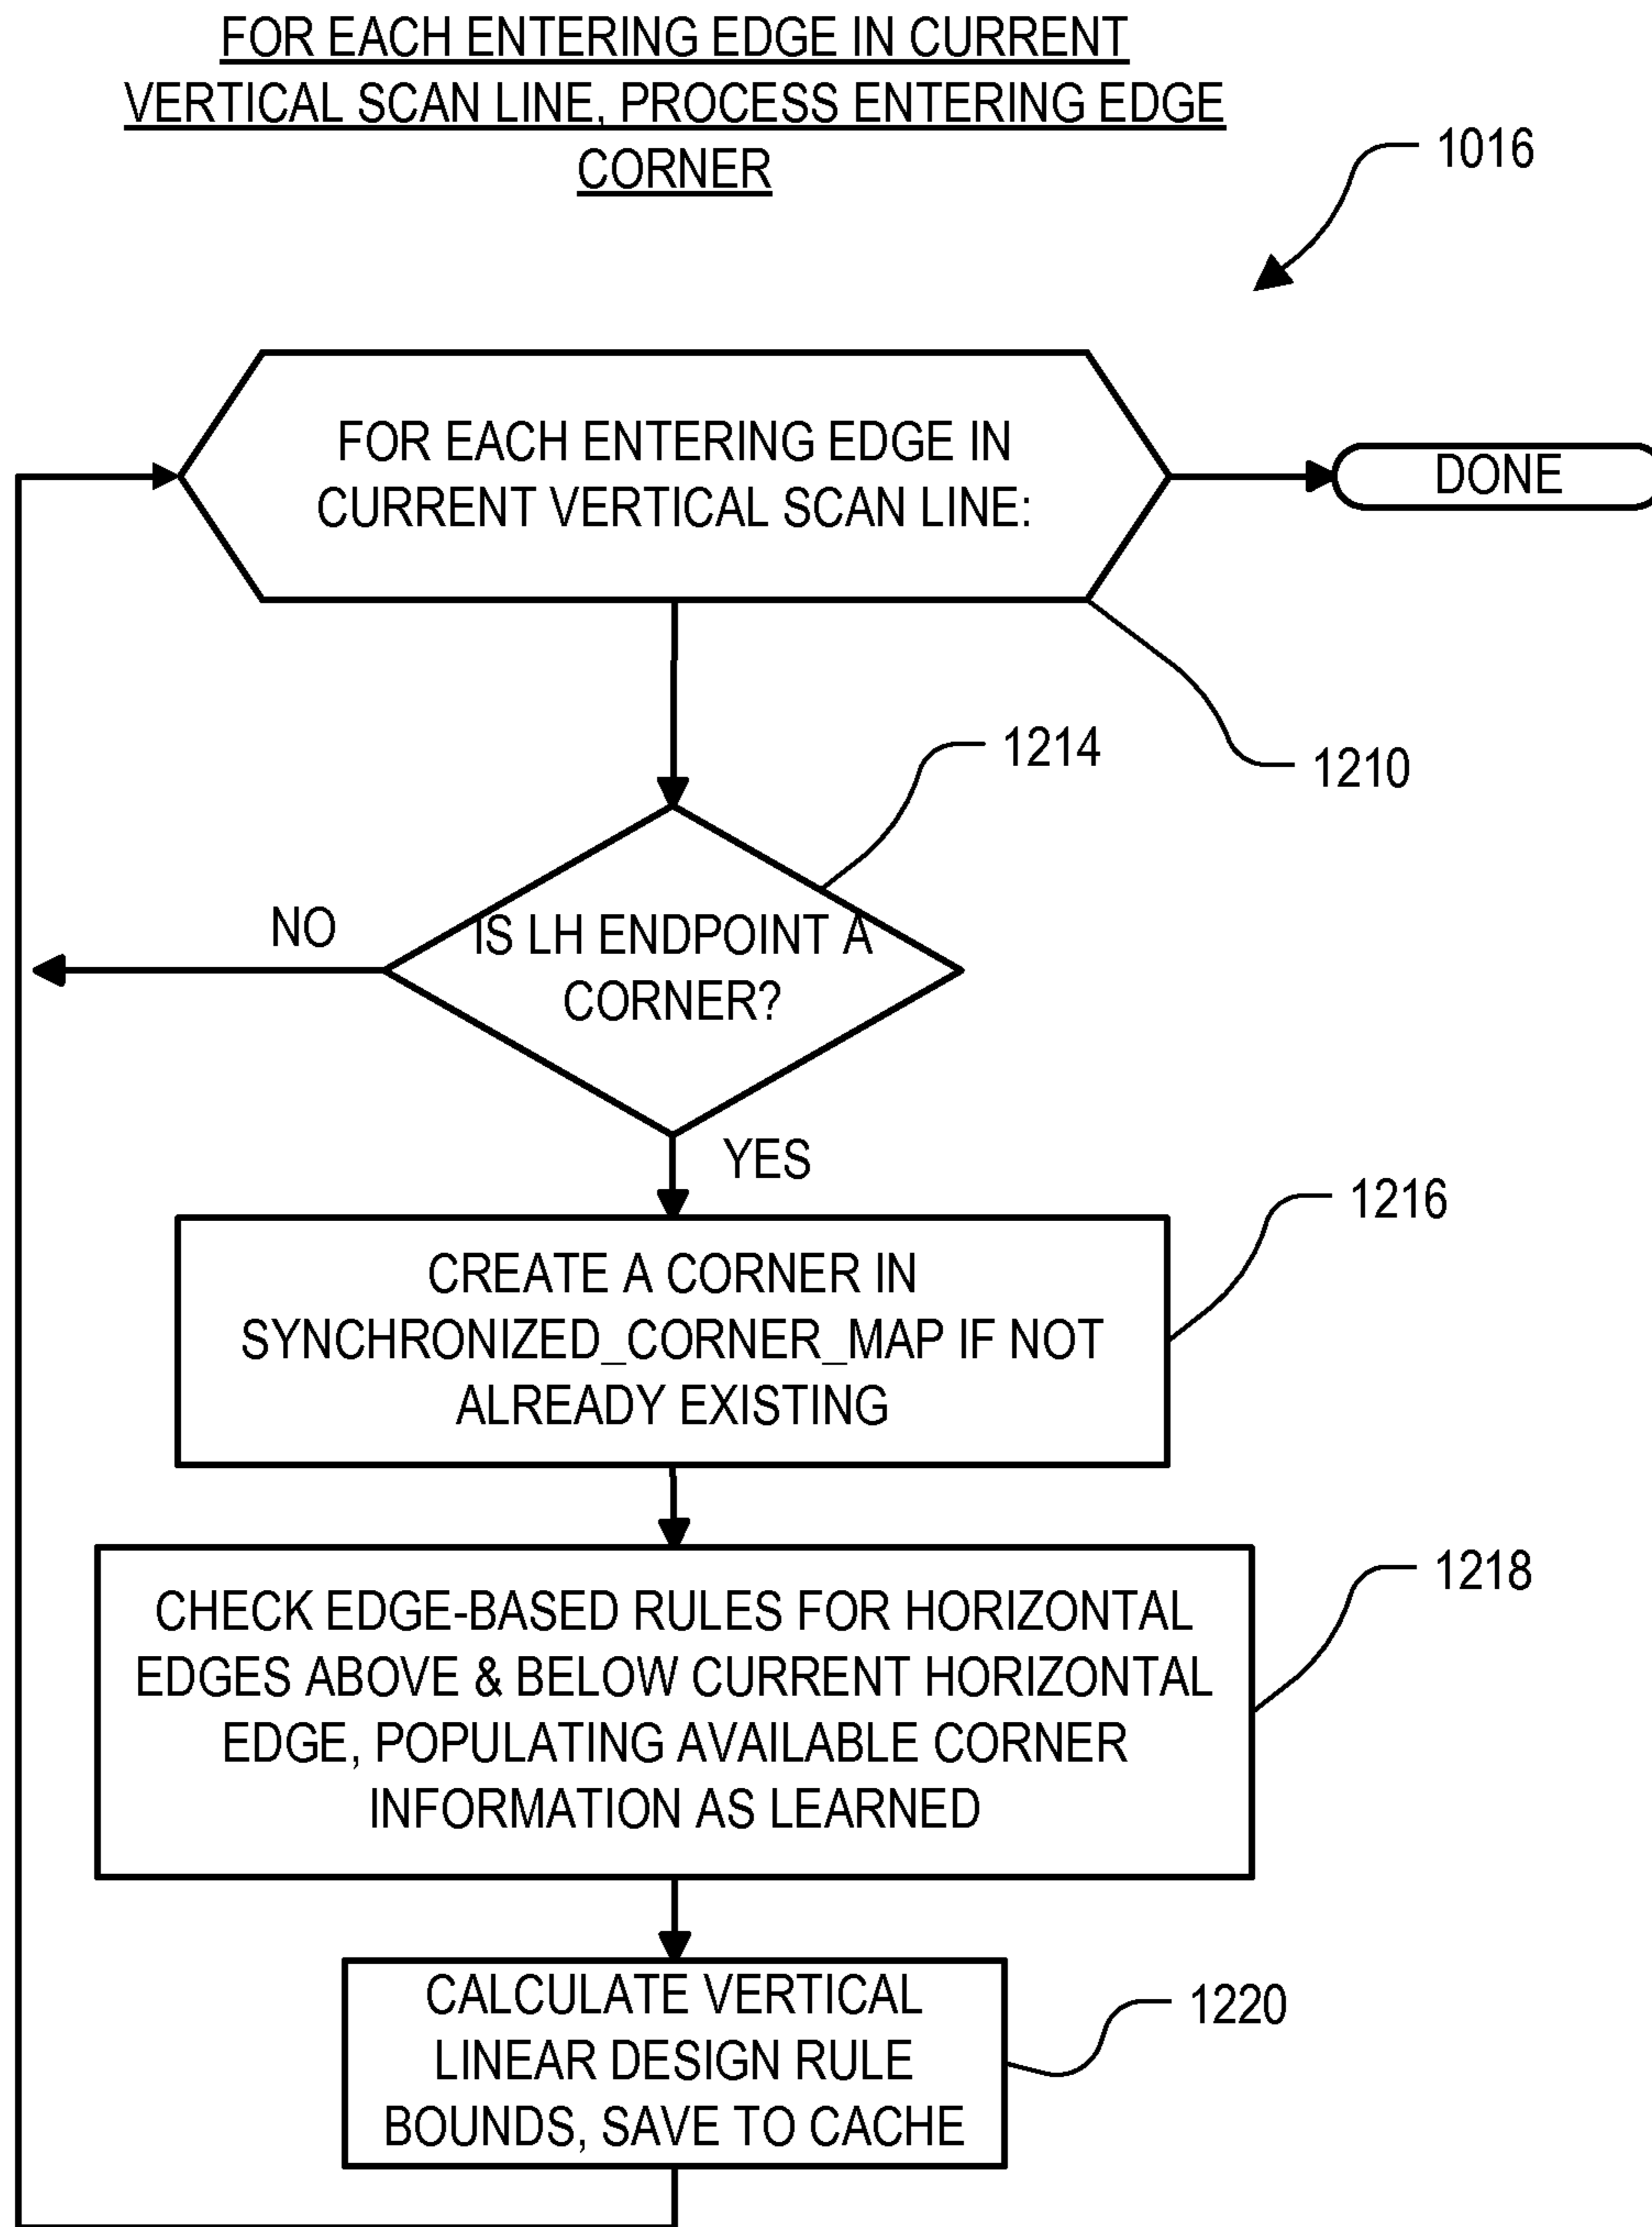 FOR EACH ENTERING EDGE IN CURRENT
VERTICAL SCAN LINE, PROCESS ENTERING EDGE
CORNER
1016
FOR EACH ENTERING EDGE IN
CURRENT VERTICAL SCAN LINE:
DONE
1210
1214
IS LH ENDPOINT A
CORNER?
NO
YES
1216
CREATE A CORNER IN
SYNCHRONIZED_CORNER_MAP IF NOT
ALREADY EXISTING
1218
CHECK EDGE-BASED RULES FOR HORIZONTAL
EDGES ABOVE & BELOW CURRENT HORIZONTAL
EDGE, POPULATING AVAILABLE CORNER
INFORMATION AS LEARNED
1220
CALCULATE VERTICAL
LINEAR DESIGN RULE
BOUNDS, SAVE TO CACHE